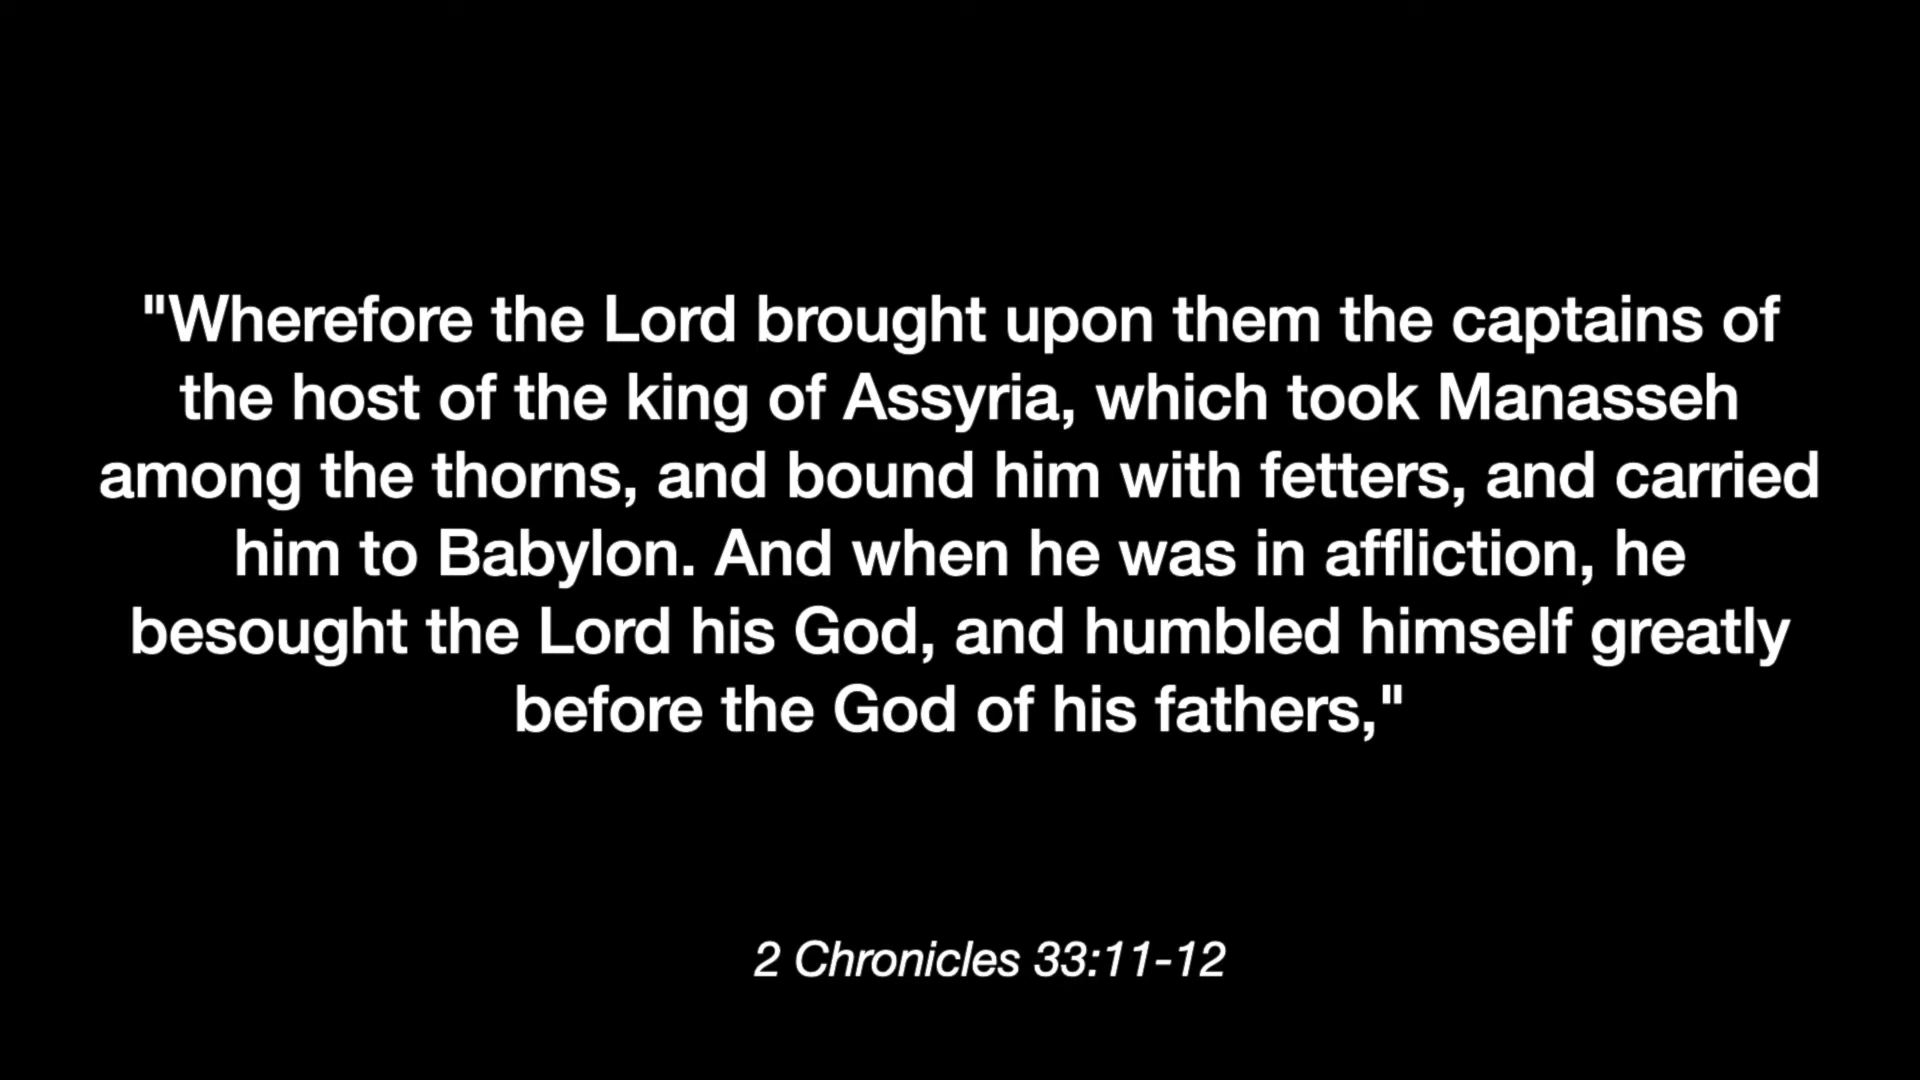 "Wherefore the Lord brought upon them the captains of
the host of the king of Assyria, which took Manasseh
among the thorns, and bound him with fetters, and carried
him to Babylon. And when he was in affliction, he
besought the Lord his God, and humbled himself greatly
before the God of his fathers,"
2 Chronicles 33:11-12